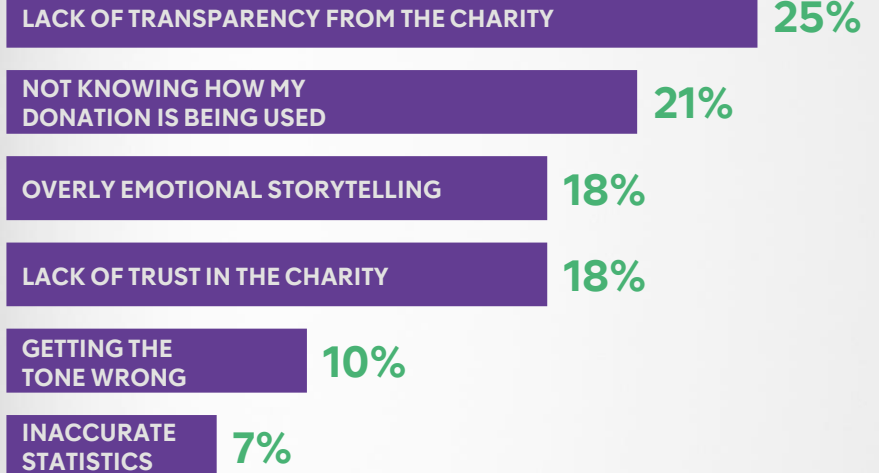 LACK OF TRANSPARENCY FROM THE CHARITY 25%
NOT KNOWING HOW MY
DONATION IS BEING USED
21%
OVERLY EMOTIONAL STORYTELLING 18%
LACK OF TRUST IN THE CHARITY 18%
GETTING THE
TONE WRONG
10%
INACCURATE
STATISTICS
7%